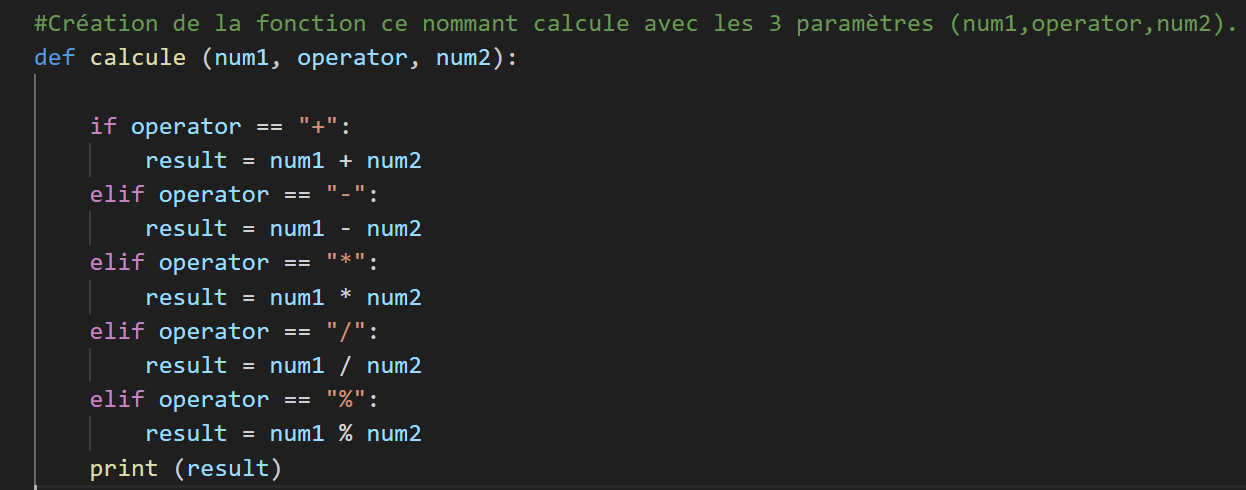 #Création de la fonction ce nommant calcule avec les 3 paramètres (num1,operator,num2).
def calcule (num1, operator, num2):
if operator == "+":
result = num1 + num2
elif operator == "-":
result = num1 - num2
elif operator == "*":
result = num1 * num2
elif operator == "/":
result = num1 / num2
elif operator == "%":
result = num1 % num2
print (result)